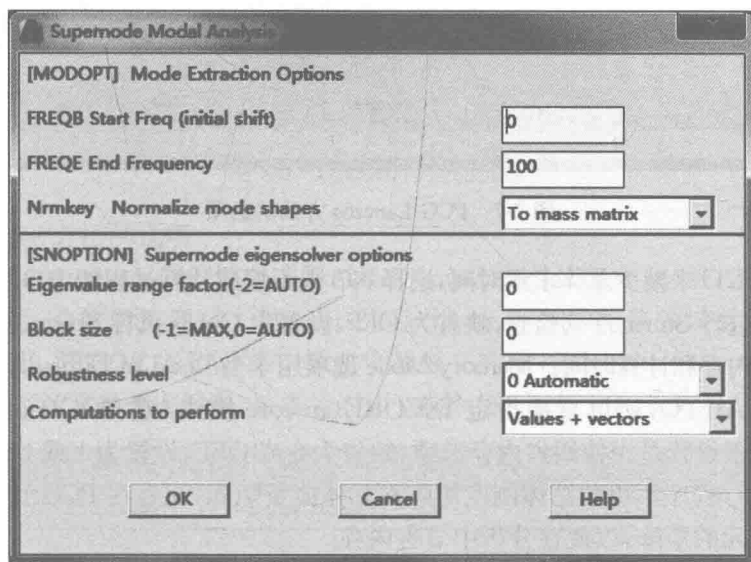 Supernode Modal Analysis
[MODOPT] Mode Extraction Options
FREQB Start Freq (initial shift) 0
FREQE End Frequency 100
Nrmkey Normalize mode shapes To mass matrix
[SNOPTION] Supernode eigensolver options
Eigenvalue range factor(-2=AUTO) 0
Block size (-1=MAX,0=AUTO) 0
Robustness level 0 Automatic
Computations to perform Values + vectors
OK Cancel Help